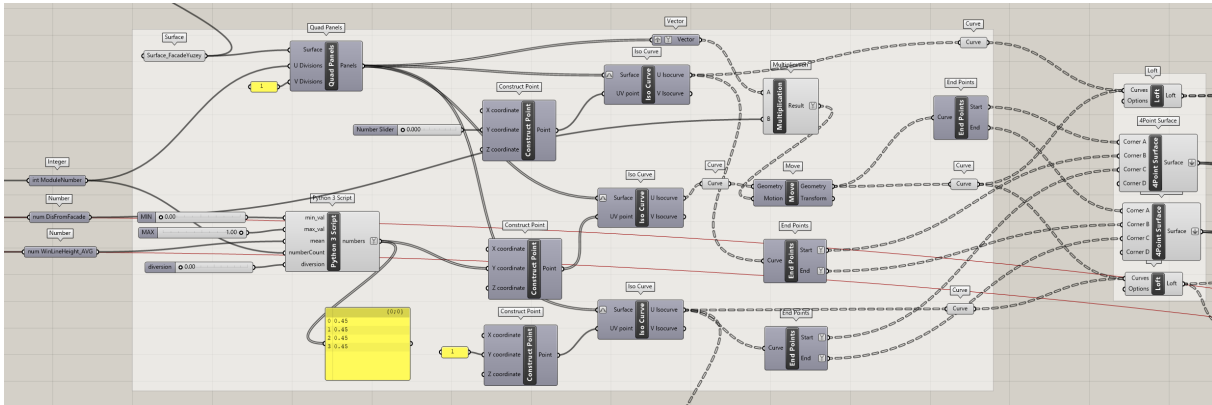 Surface
Surface_FacadeYuzey
Quad Panels
Surface
U Divisions
V Divisions
Quad Panels
Panels
1
Vector
Vector
Iso Curve
Surface
UV point
Iso Curve
U Isocurve
V Isocurve
Curve
Curve
Multiplication
A
B
Multiplication
Result
Construct Point
X coordinate
Y coordinate
Z coordinate
Construct Point
Point
Number Slider
0.000
End Points
Curve
End Points
Start
End
Loft
Curves
Options
Loft
Loft
4Point Surface
Corner A
Corner B
Corner C
Corner D
4Point Surface
Surface
Integer
int ModuleNumber
Number
num DisFromFacade
Number
num WinLineHeight_AVG
MIN
0.00
MAX
1.00
diversion
0.00
Python 3 Script
min_val
max_val
mean
numberCount
diversion
Python 3 Script
numbers
Iso Curve
Surface
UV point
Iso Curve
U Isocurve
V Isocurve
Curve
Curve
Move
Geometry
Motion
Move
Geometry
Transform
Curve
Curve
Corner A
Corner B
Corner C
Corner D
4Point Surface
Surface
Construct Point
X coordinate
Y coordinate
Z coordinate
Construct Point
Point
End Points
Curve
End Points
Start
End
Curves
Options
Loft
Loft
{0;0}
0 0.45
1 0.45
2 0.45
3 0.45
Iso Curve
Surface
UV point
Iso Curve
U Isocurve
V Isocurve
Curve
Curve
1
Construct Point
X coordinate
Y coordinate
Z coordinate
Construct Point
Point
End Points
Curve
End Points
Start
End